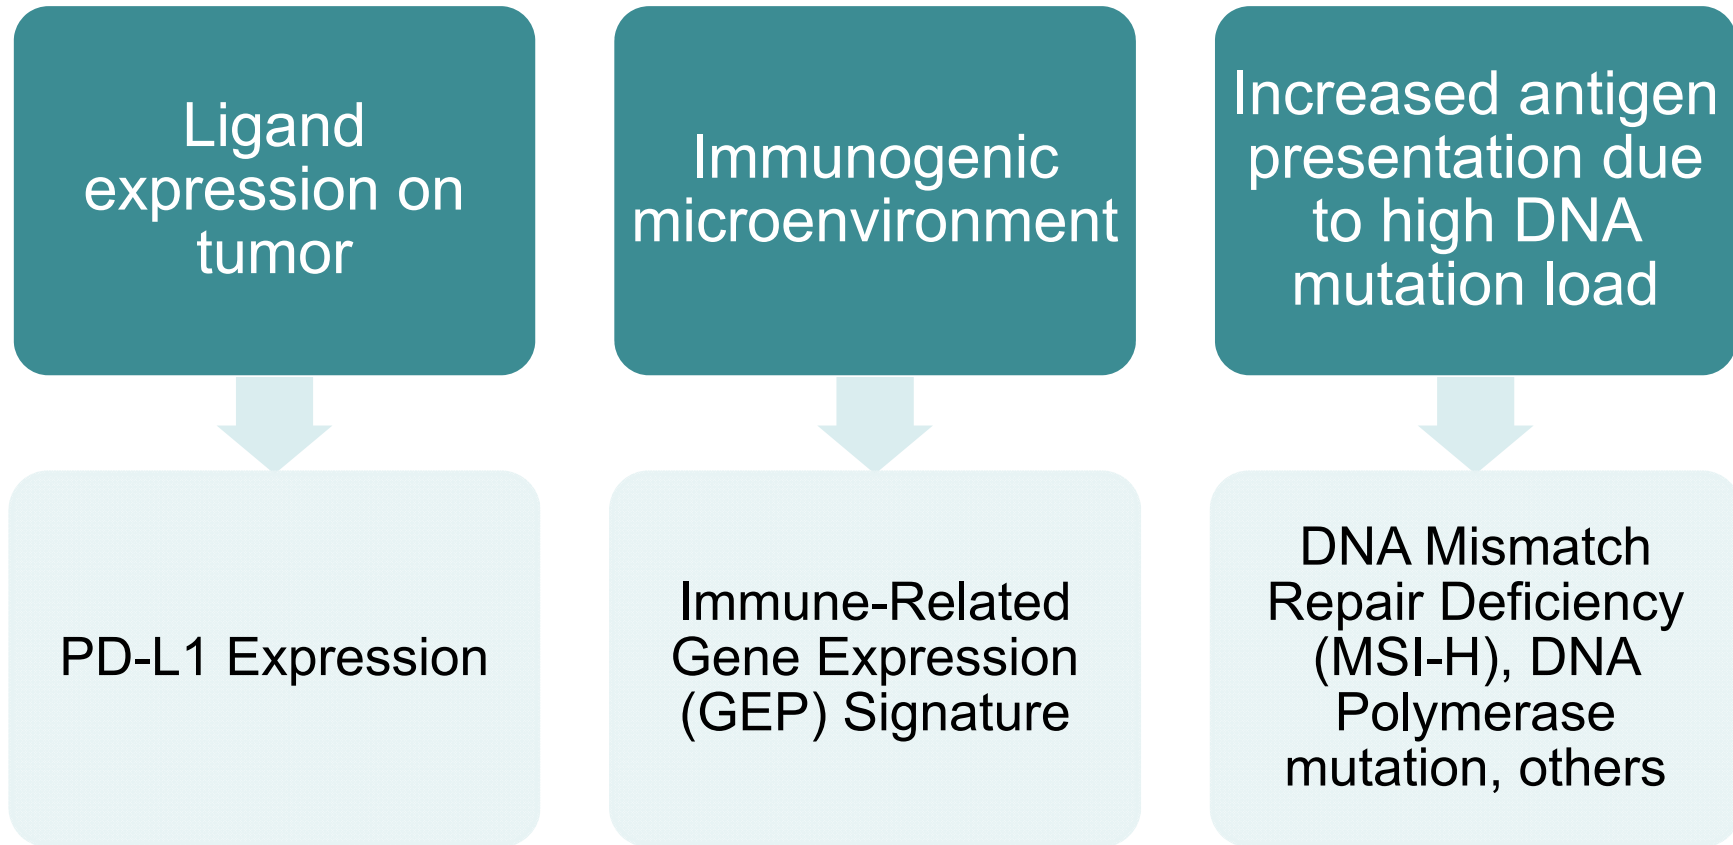 Ligand
expression on
tumor
Immunogenic
microenvironment
Increased antigen
presentation due
to high DNA
mutation load
PD-L1 Expression
Immune-Related
Gene Expression
(GEP) Signature
DNA Mismatch
Repair Deficiency
(MSI-H), DNA
Polymerase
mutation, others